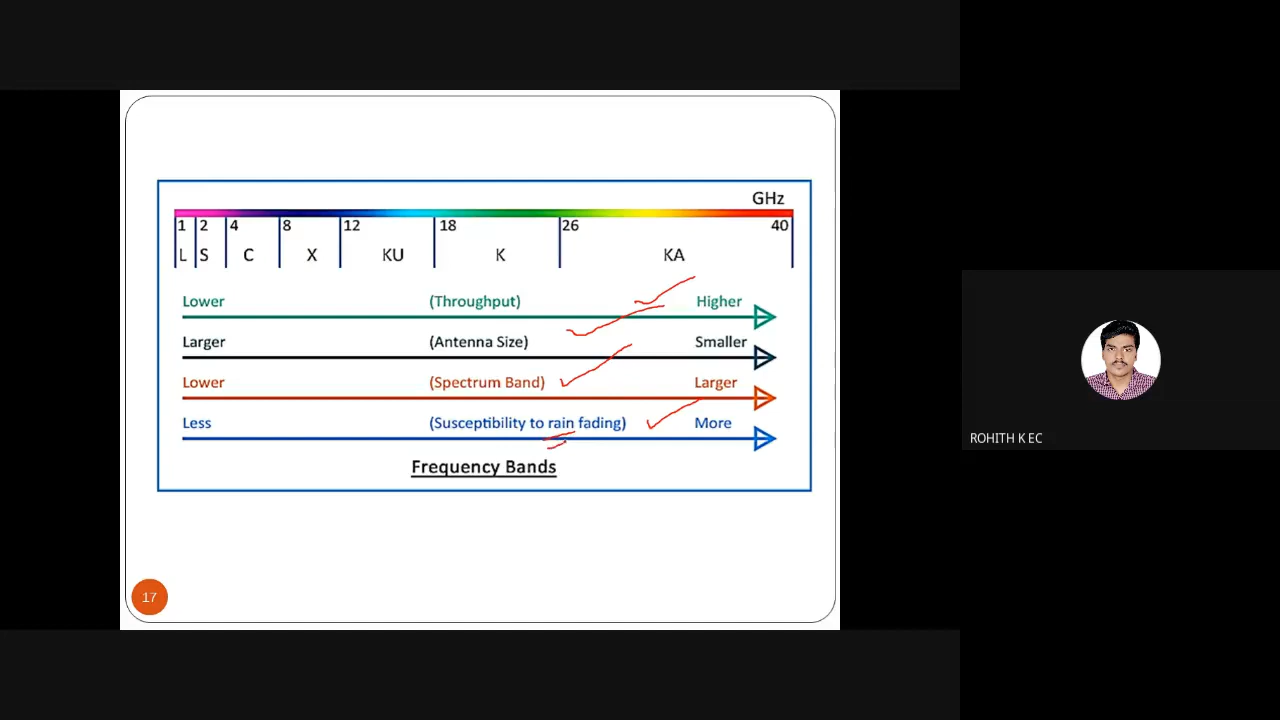 GHz
1 2 4 8 12 18 26 40
L S C X KU K KA
Lower (Throughput) Higher
Larger (Antenna Size) Smaller
Lower (Spectrum Band) Larger
Less (Susceptibility to rain fading) More
Frequency Bands
17
ROHITH K EC